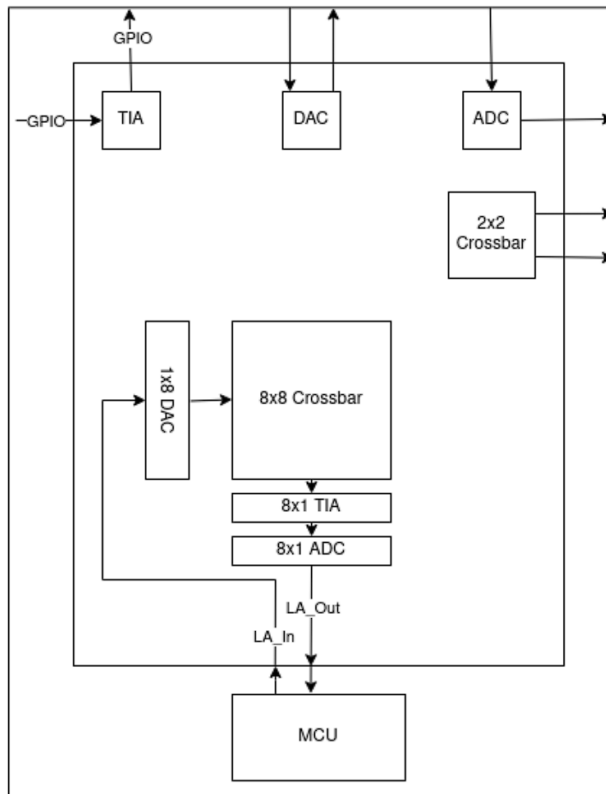 GPIO
GPIO
TIA
DAC
ADC
2x2
Crossbar
1x8 DAC
8x8 Crossbar
8x1 TIA
8x1 ADC
LA_Out
LA_In
MCU